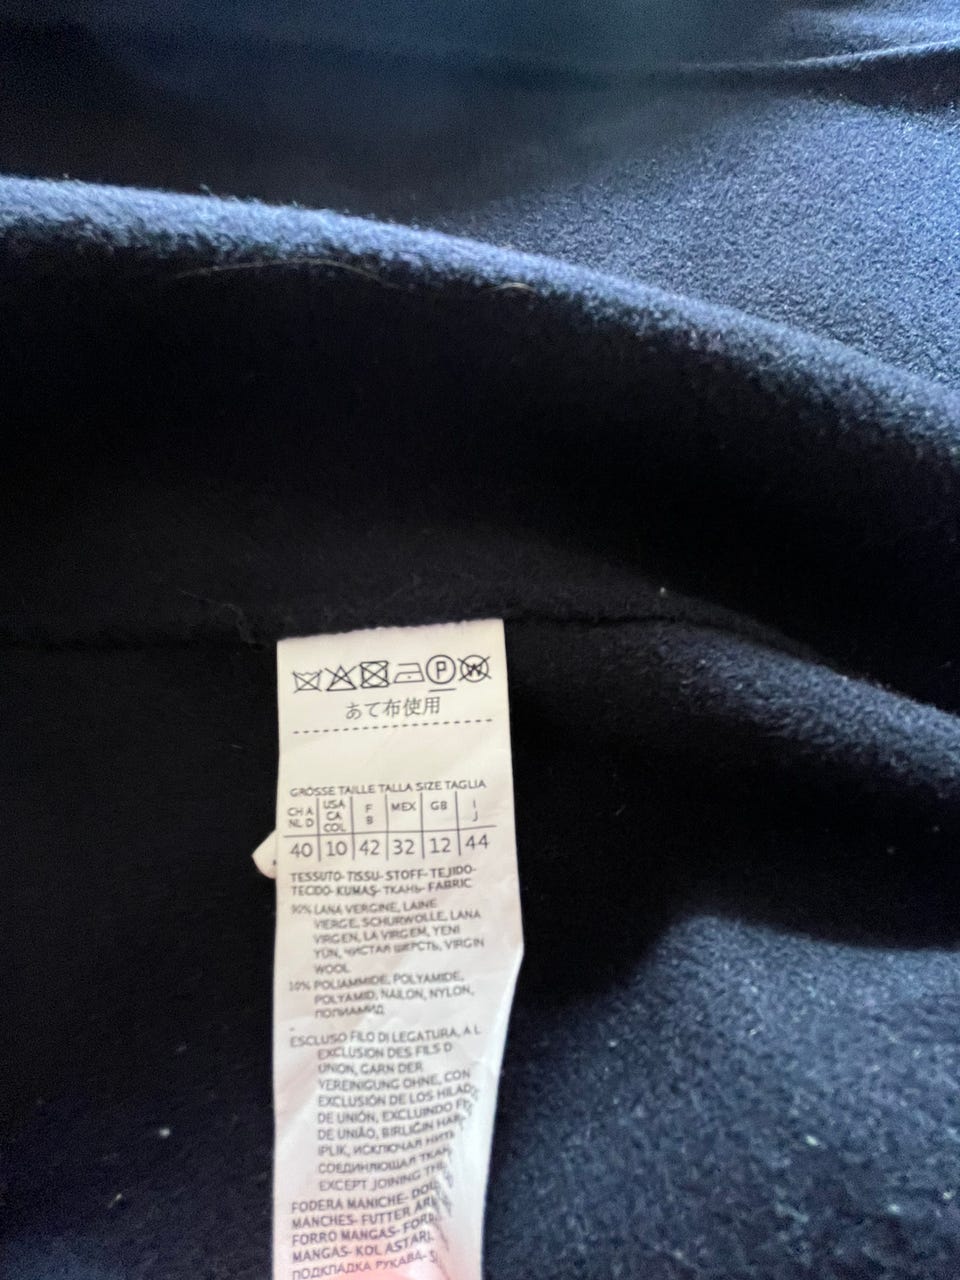 P W
あて布使用
GRÖSSE TAILLE TALLA SIZE TAGLIA
CH A NL D | USA CA COL | F B | MEX | GB | I J
40 | 10 | 42 | 32 | 12 | 44
TESSUTO-TISSU-STOFF-TEJIDO-
TECIDO-KUMAŞ-ТКАНЬ-FABRIC
90% LANA VERGINE, LAINE
VIERGE, SCHURWOLLE, LANA
VIRGEN, LA VIRGEM, YENI
YÜN, ЧИСТАЯ ШЕРСТЬ, VIRGIN
WOOL
10% POLIAMMIDE, POLYAMIDE,
POLYAMID, NAILON, NYLON,
ПОЛИАМИД
ESCLUSO FILO DI LEGATURA, A L
EXCLUSION DES FILS D
UNION, GARN DER
VEREINIGUNG OHNE, CON
EXCLUSIÓN DE LOS
DE UNIÓN, EXCLUINDO
DE UNIÃO, BIRLIĞIN
IPLIK, ИСКЛЮЧАЯ
СОЕДИНЯЮЩАЯ
EXCEPT JOINING
FODERA MANICHE-
MANCHES- FUTTER
FORRO MANGAS-
MANGAS- KOL
ПОДКЛАДКА РУКАВА-